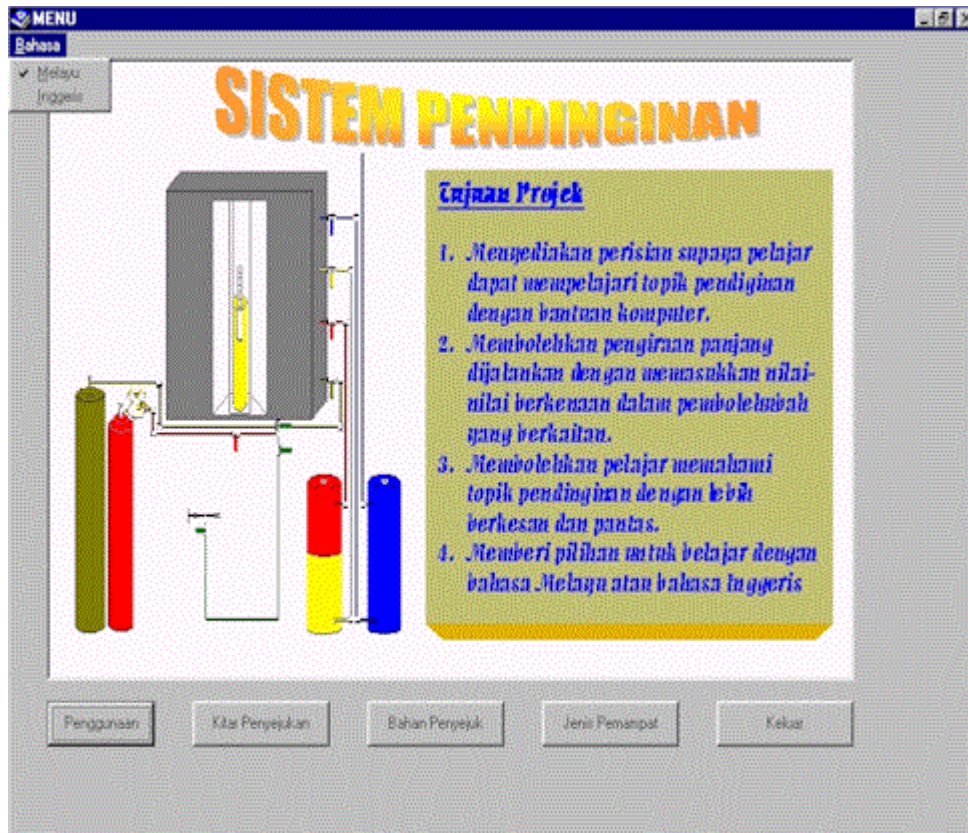 MENU
Bahasa
Melayu
Inggeris
SISTEM PENDINGINAN
Tujuan Projek
1. Menyediakan perisian supaya pelajar
dapat mempelajari topik pendiginan
dengan bantuan komputer.
2. Membolehkan pengiraan panjang
dijalankan dengan memasukkan nilai-
nilai berkenaan dalam pembolehubah
yang berkaitan.
3. Membolehkan pelajar memahami
topik pendinginan dengan lebih
berkesan dan pantas.
4. Memberi pilihan untuk belajar dengan
bahasa Melayu atau bahasa Inggeris
Penggunaan
Kitar Penyejukan
Bahan Penyejuk
Jenis Pemampat
Keluar